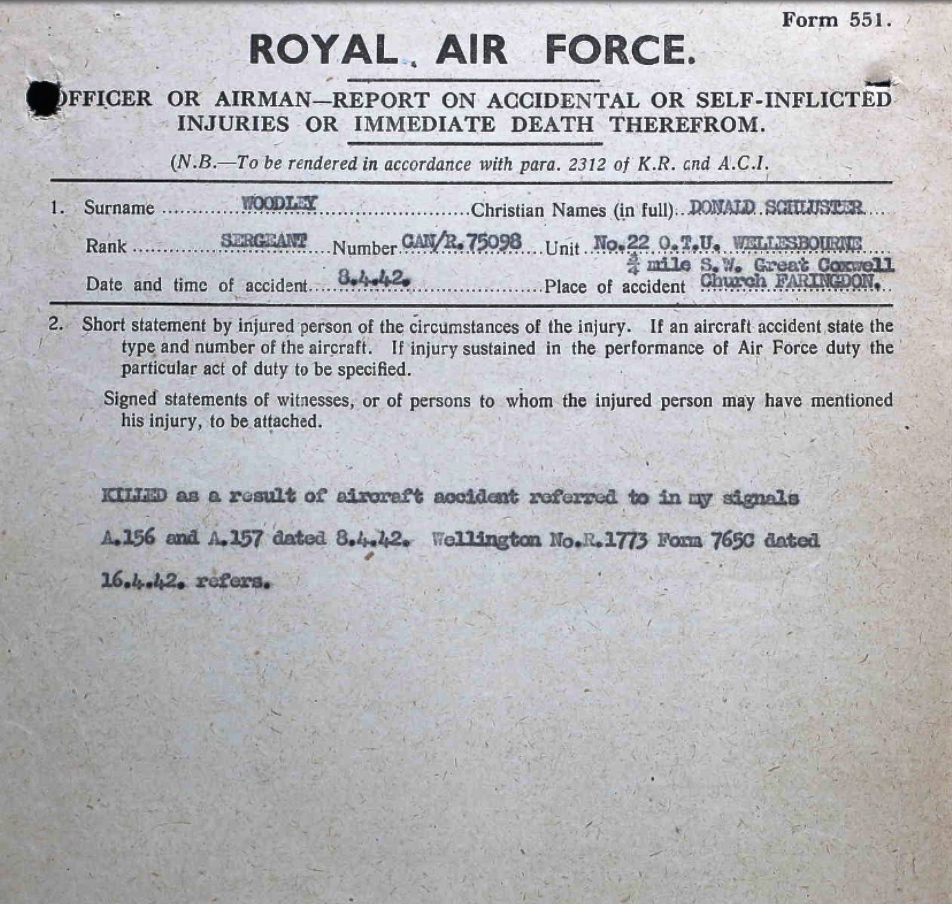 Form 551.
ROYAL AIR FORCE.
OFFICER OR AIRMAN—REPORT ON ACCIDENTAL OR SELF-INFLICTED
INJURIES OR IMMEDIATE DEATH THEREFROM.
(N.B.—To be rendered in accordance with para. 2312 of K.R. and A.C.I.
1. Surname WOODLEY Christian Names (in full) DONALD SCHLUSTER
Rank SERGEANT Number CAN/R.75098 Unit No.22 O.T.U. WELLESBOURNE
¾ mile S.W. Great Coxwell
Date and time of accident 8.4.42. Place of accident Church FARINGDON.
2. Short statement by injured person of the circumstances of the injury. If an aircraft accident state the
type and number of the aircraft. If injury sustained in the performance of Air Force duty the
particular act of duty to be specified.
Signed statements of witnesses, or of persons to whom the injured person may have mentioned
his injury, to be attached.
KILLED as a result of aircraft accident referred to in my signals
A.156 and A.157 dated 8.4.42. Wellington No.R.1773 Form 765C dated
16.4.42. refers.